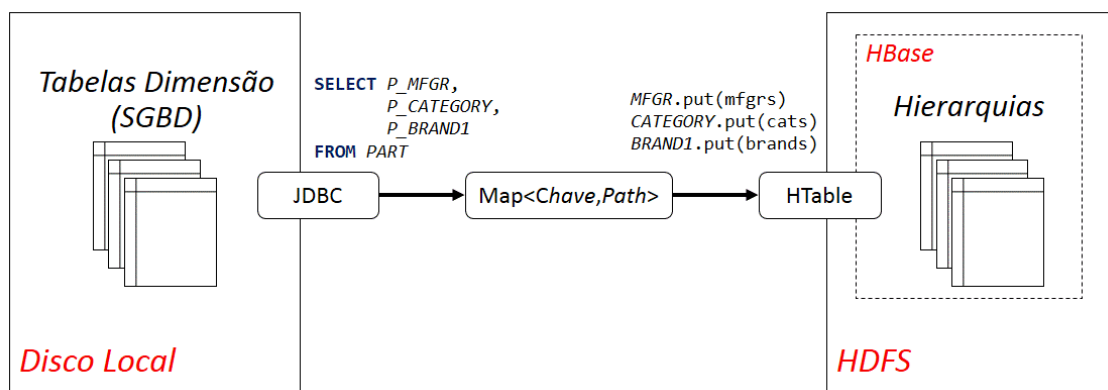 Tabelas Dimensão
(SGBD)
SELECT P_MFGR,
P_CATEGORY,
P_BRAND1
FROM PART
JDBC
Map<Chave,Path>
MFGR.put(mfgrs)
CATEGORY.put(cats)
BRAND1.put(brands)
HTable
HBase
Hierarquias
Disco Local
HDFS